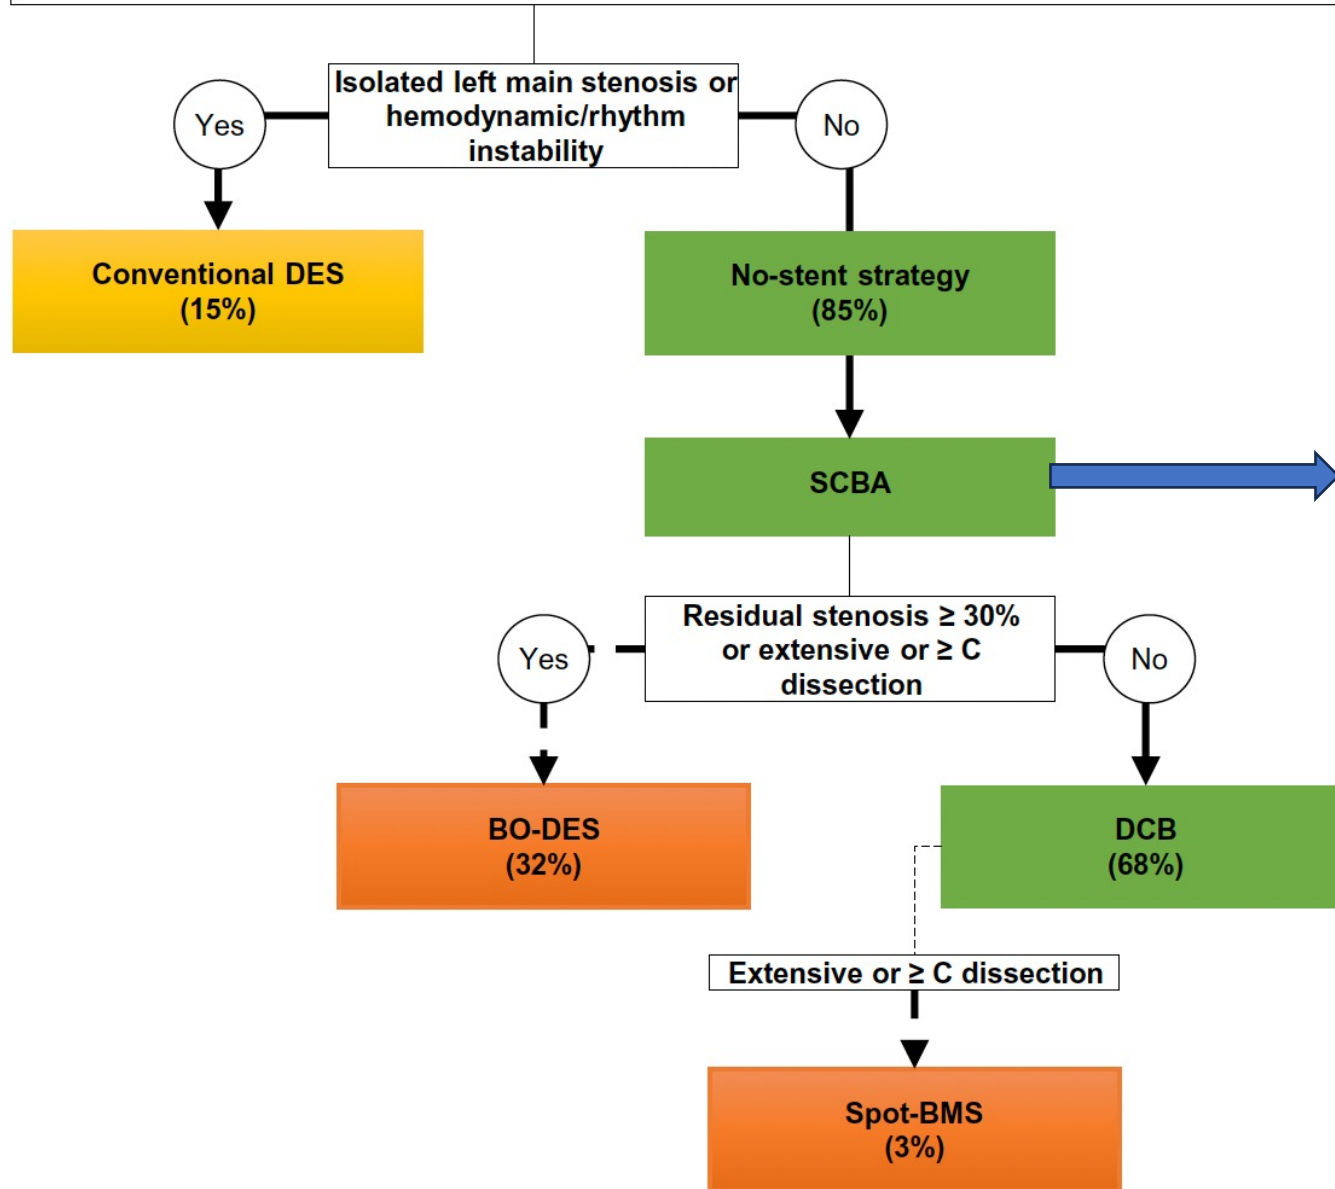 Isolated left main stenosis or
hemodynamic/rhythm
instability
Yes
No
Conventional DES
(15%)
No-stent strategy
(85%)
SCBA
Residual stenosis ≥ 30%
or extensive or ≥ C
dissection
Yes
No
BO-DES
(32%)
DCB
(68%)
Extensive or ≥ C dissection
Spot-BMS
(3%)